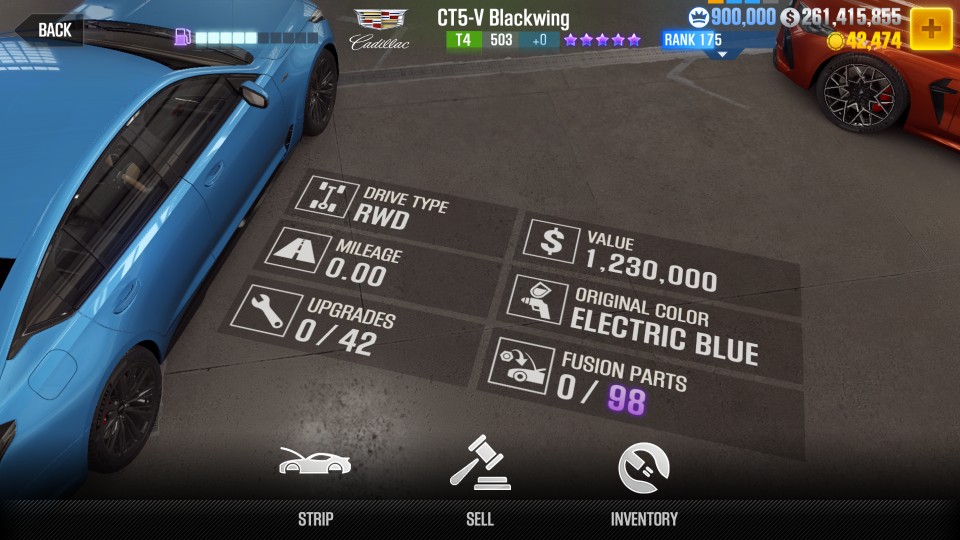 BACK
Cadillac
CT5-V Blackwing
T4 503 +0
900,000
261,415,855
RANK 175
42,474
DRIVE TYPE
RWD
MILEAGE
0.00
UPGRADES
0 / 42
VALUE
1,230,000
ORIGINAL COLOR
ELECTRIC BLUE
FUSION PARTS
0 / 98
STRIP
SELL
INVENTORY